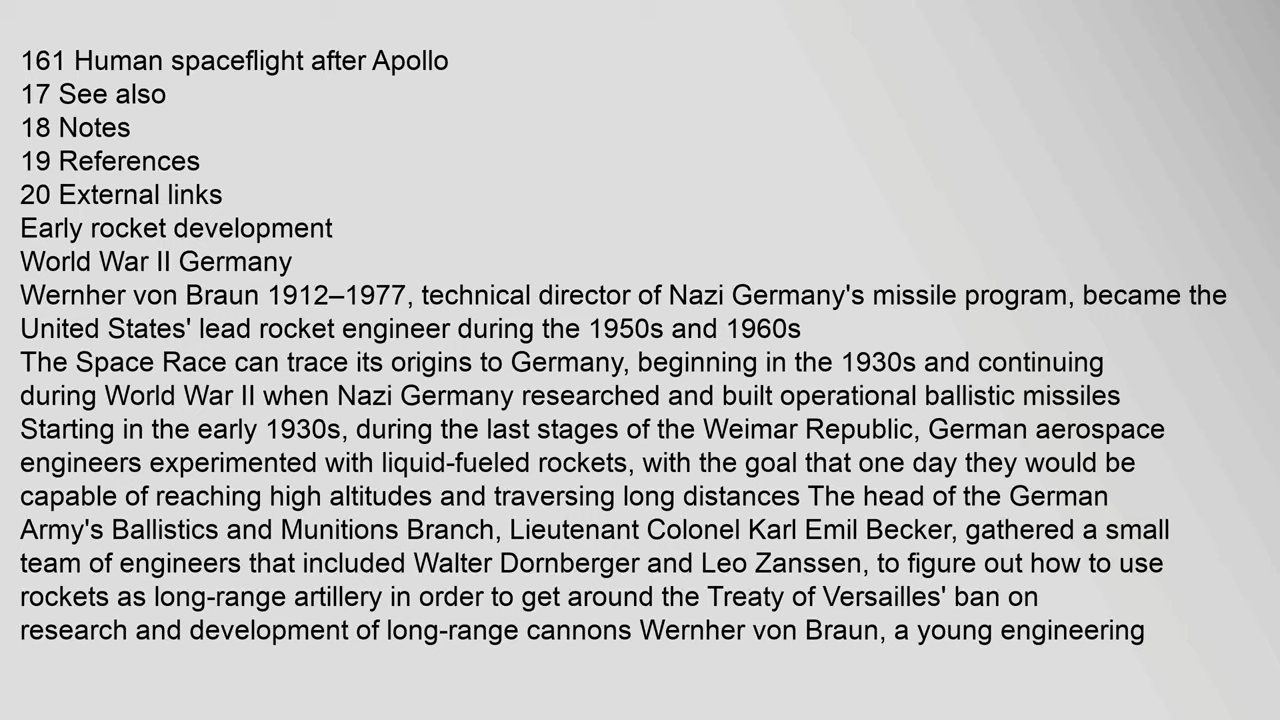 161 Human spaceflight after Apollo
17 See also
18 Notes
19 References
20 External links
Early rocket development
World War II Germany
Wernher von Braun 1912–1977, technical director of Nazi Germany's missile program, became the
United States' lead rocket engineer during the 1950s and 1960s
The Space Race can trace its origins to Germany, beginning in the 1930s and continuing
during World War II when Nazi Germany researched and built operational ballistic missiles
Starting in the early 1930s, during the last stages of the Weimar Republic, German aerospace
engineers experimented with liquid-fueled rockets, with the goal that one day they would be
capable of reaching high altitudes and traversing long distances The head of the German
Army's Ballistics and Munitions Branch, Lieutenant Colonel Karl Emil Becker, gathered a small
team of engineers that included Walter Dornberger and Leo Zanssen, to figure out how to use
rockets as long-range artillery in order to get around the Treaty of Versailles' ban on
research and development of long-range cannons Wernher von Braun, a young engineering